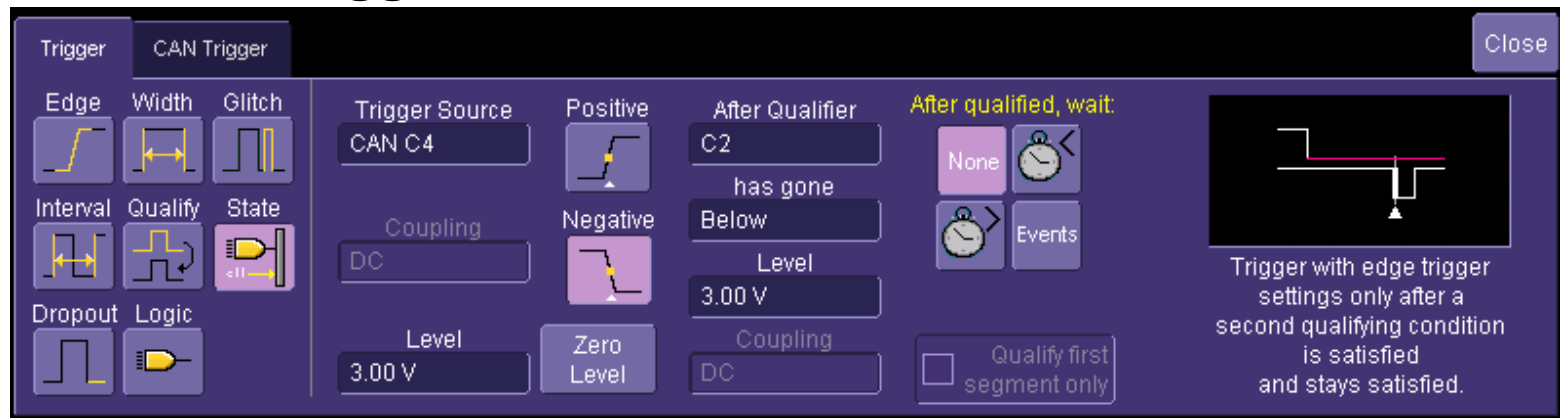 Trigger
CAN Trigger
Close
Edge
Width
Glitch
Interval
Qualify
State
Dropout
Logic
Trigger Source
CAN C4
Coupling
DC
Level
3.00 V
Positive
Negative
Zero
Level
After Qualifier
C2
has gone
Below
Level
3.00 V
Coupling
DC
After qualified, wait:
None
<
>
Events
Qualify first
segment only
Trigger with edge trigger
settings only after a
second qualifying condition
is satisfied
and stays satisfied.